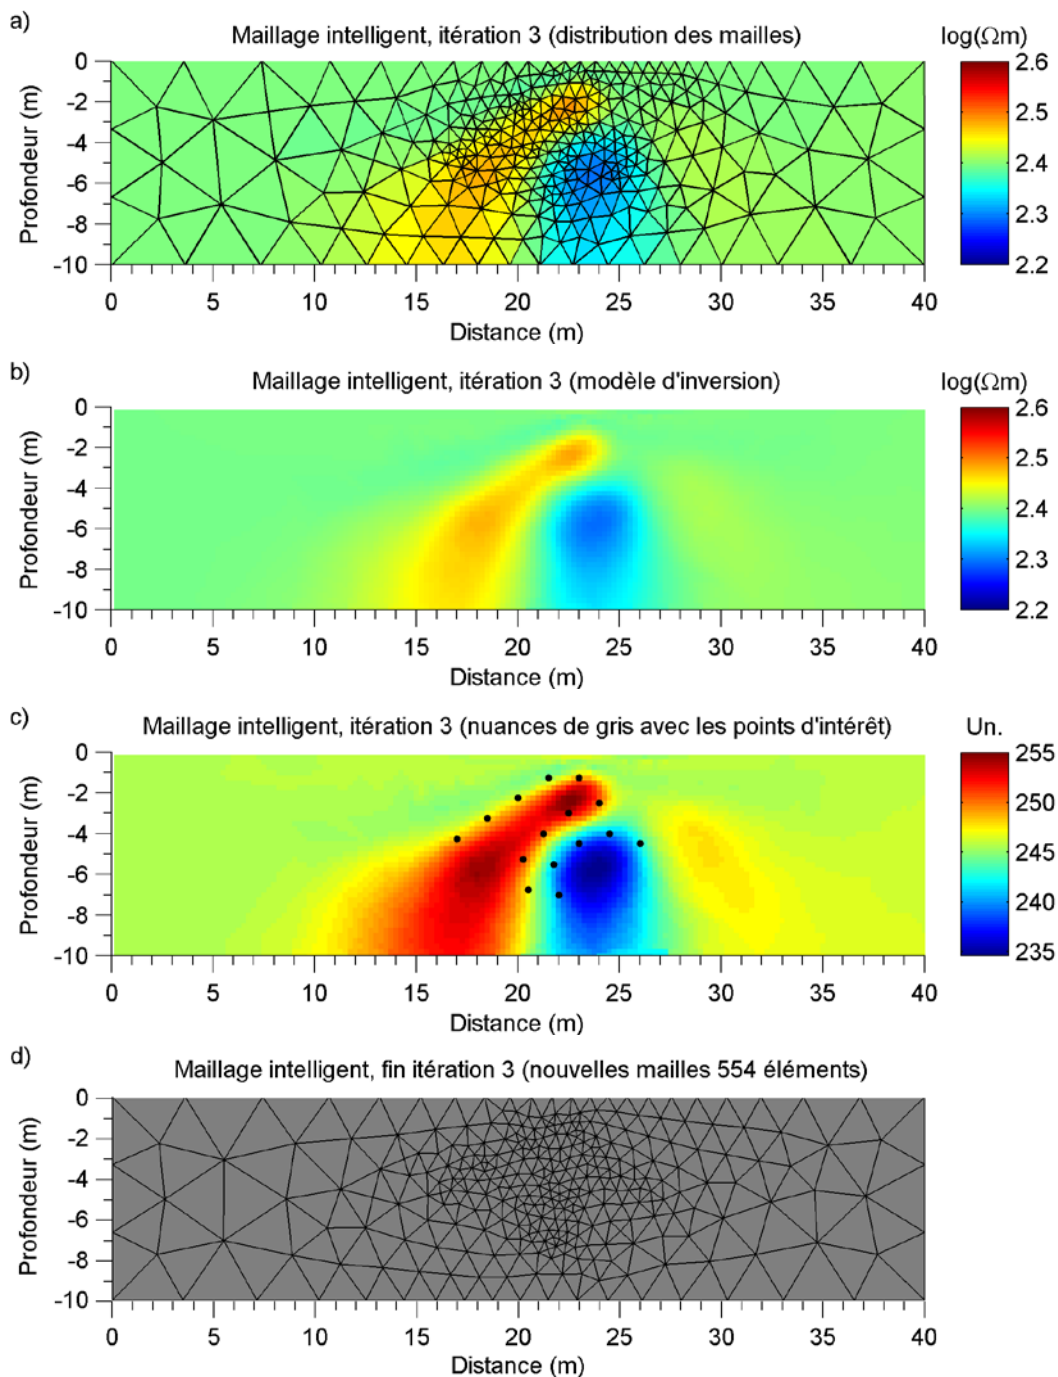 a)
Maillage intelligent, itération 3 (distribution des mailles)
log(Ωm)
0
-2
-4
-6
-8
-10
Profondeur (m)
0 5 10 15 20 25 30 35 40
Distance (m)
2.6
2.5
2.4
2.3
2.2
b)
Maillage intelligent, itération 3 (modèle d'inversion)
log(Ωm)
0
-2
-4
-6
-8
-10
Profondeur (m)
0 5 10 15 20 25 30 35 40
Distance (m)
2.6
2.5
2.4
2.3
2.2
c)
Maillage intelligent, itération 3 (nuances de gris avec les points d'intérêt)
Un.
0
-2
-4
-6
-8
-10
Profondeur (m)
0 5 10 15 20 25 30 35 40
Distance (m)
255
250
245
240
235
d)
Maillage intelligent, fin itération 3 (nouvelles mailles 554 éléments)
0
-2
-4
-6
-8
-10
Profondeur (m)
0 5 10 15 20 25 30 35 40
Distance (m)